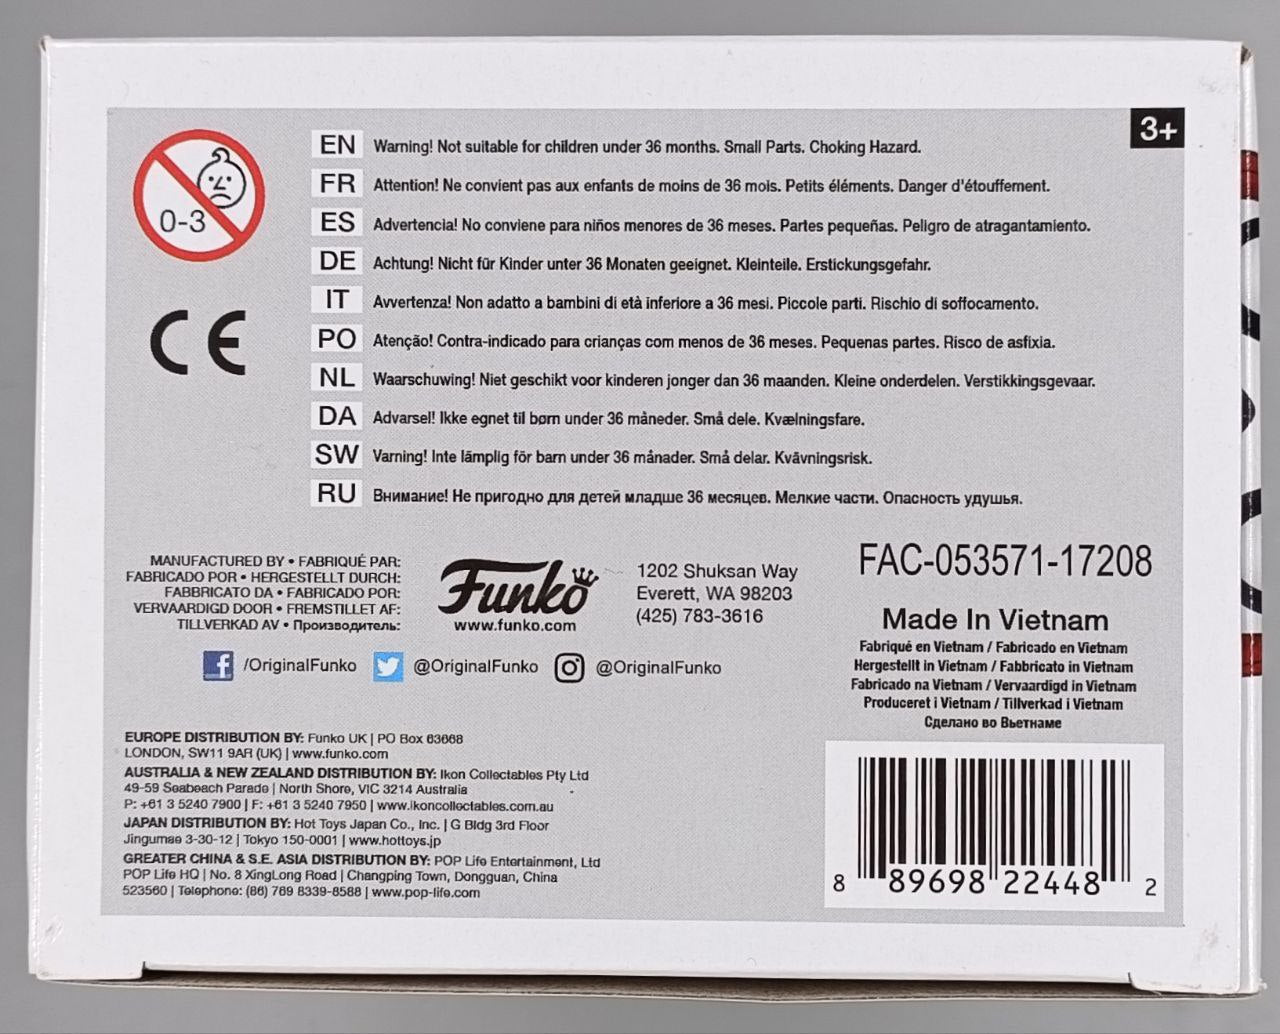 3+
0-3
EN Warning! Not suitable for children under 36 months. Small Parts. Choking Hazard.
FR Attention! Ne convient pas aux enfants de moins de 36 mois. Petits éléments. Danger d'étouffement.
ES Advertencia! No conviene para niños menores de 36 meses. Partes pequeñas. Peligro de atragantamiento.
DE Achtung! Nicht für Kinder unter 36 Monaten geeignet. Kleinteile. Erstickungsgefahr.
IT Avvertenza! Non adatto a bambini di età inferiore a 36 mesi. Piccole parti. Rischio di soffocamento.
PO Atenção! Contra-indicado para crianças com menos de 36 meses. Pequenas partes. Risco de asfixia.
NL Waarschuwing! Niet geschikt voor kinderen jonger dan 36 maanden. Kleine onderdelen. Verstikkingsgevaar.
DA Advarsel! Ikke egnet til børn under 36 måneder. Små dele. Kvælningsfare.
SW Varning! Inte lämplig för barn under 36 månader. Små delar. Kvävningsrisk.
RU Внимание! Не пригодно для детей младше 36 месяцев. Мелкие части. Опасность удушья.
CE
MANUFACTURED BY • FABRIQUÉ PAR:
FABRICADO POR • HERGESTELLT DURCH:
FABBRICATO DA • FABRICADO POR:
VERVAARDIGD DOOR • FREMSTILLET AF:
TILLVERKAD AV • Производитель:
Funko
www.funko.com
1202 Shuksan Way
Everett, WA 98203
(425) 783-3616
/OriginalFunko @OriginalFunko @OriginalFunko
FAC-053571-17208
Made In Vietnam
Fabriqué en Vietnam / Fabricado en Vietnam
Hergestellt in Vietnam / Fabbricato in Vietnam
Fabricado na Vietnam / Vervaardigd in Vietnam
Produceret i Vietnam / Tillverkad i Vietnam
Сделано во Вьетнаме
EUROPE DISTRIBUTION BY: Funko UK | PO Box 63668
LONDON, SW11 9AR (UK) | www.funko.com
AUSTRALIA & NEW ZEALAND DISTRIBUTION BY: Ikon Collectables Pty Ltd
49-59 Seabeach Parade | North Shore, VIC 3214 Australia
P: +61 3 5240 7900 | F: +61 3 5240 7950 | www.ikoncollectables.com.au
JAPAN DISTRIBUTION BY: Hot Toys Japan Co., Inc. | G Bldg 3rd Floor
Jingumae 3-30-12 | Tokyo 150-0001 | www.hottoys.jp
GREATER CHINA & S.E. ASIA DISTRIBUTION BY: POP Life Entertainment, Ltd
POP Life HQ | No. 8 XingLong Road | Changping Town, Dongguan, China
523560 | Telephone: (86) 769 8339-8588 | www.pop-life.com
8 89698 22448 2